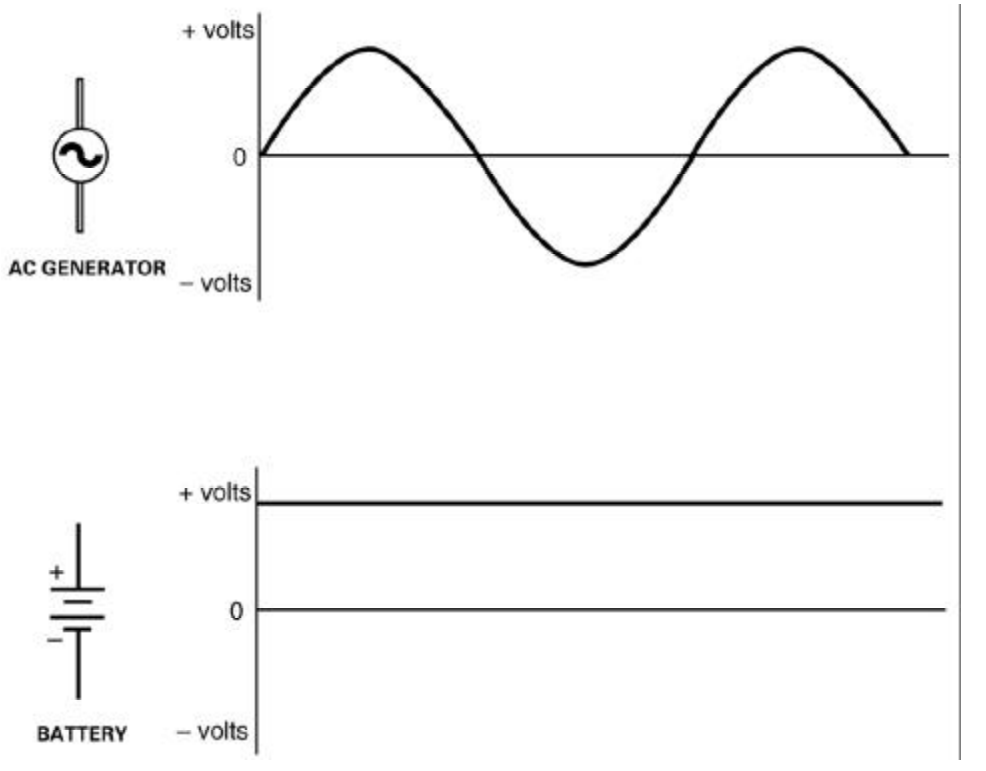 + volts
0
AC GENERATOR
– volts
+ volts
+
0
–
BATTERY
– volts